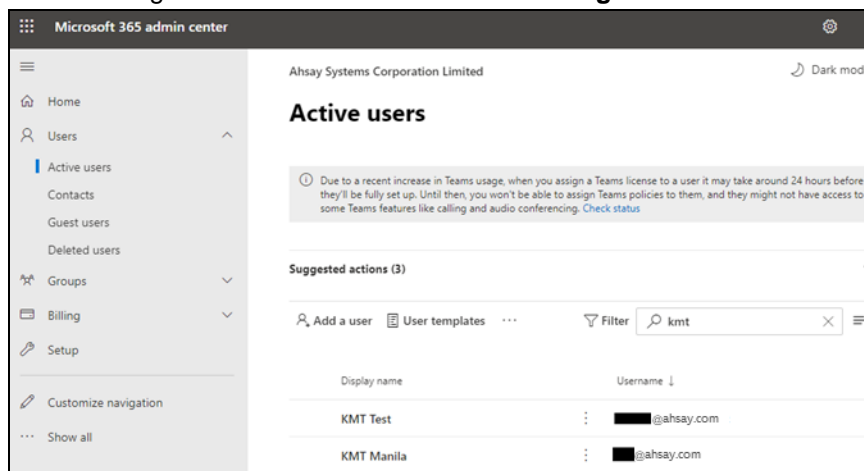 Microsoft 365 admin center
Ahsay Systems Corporation Limited
Dark mod
Home
Active users
Users
Active users
Contacts
Guest users
Deleted users
Groups
Billing
Setup
Customize navigation
Show all
Due to a recent increase in Teams usage, when you assign a Teams license to a user it may take around 24 hours before
they'll be fully set up. Until then, you won't be able to assign Teams policies to them, and they might not have access to
some Teams features like calling and audio conferencing. Check status
Suggested actions (3)
Add a user User templates ... Filter kmt
Display name Username ↓
KMT Test @ahsay.com
KMT Manila @ahsay.com